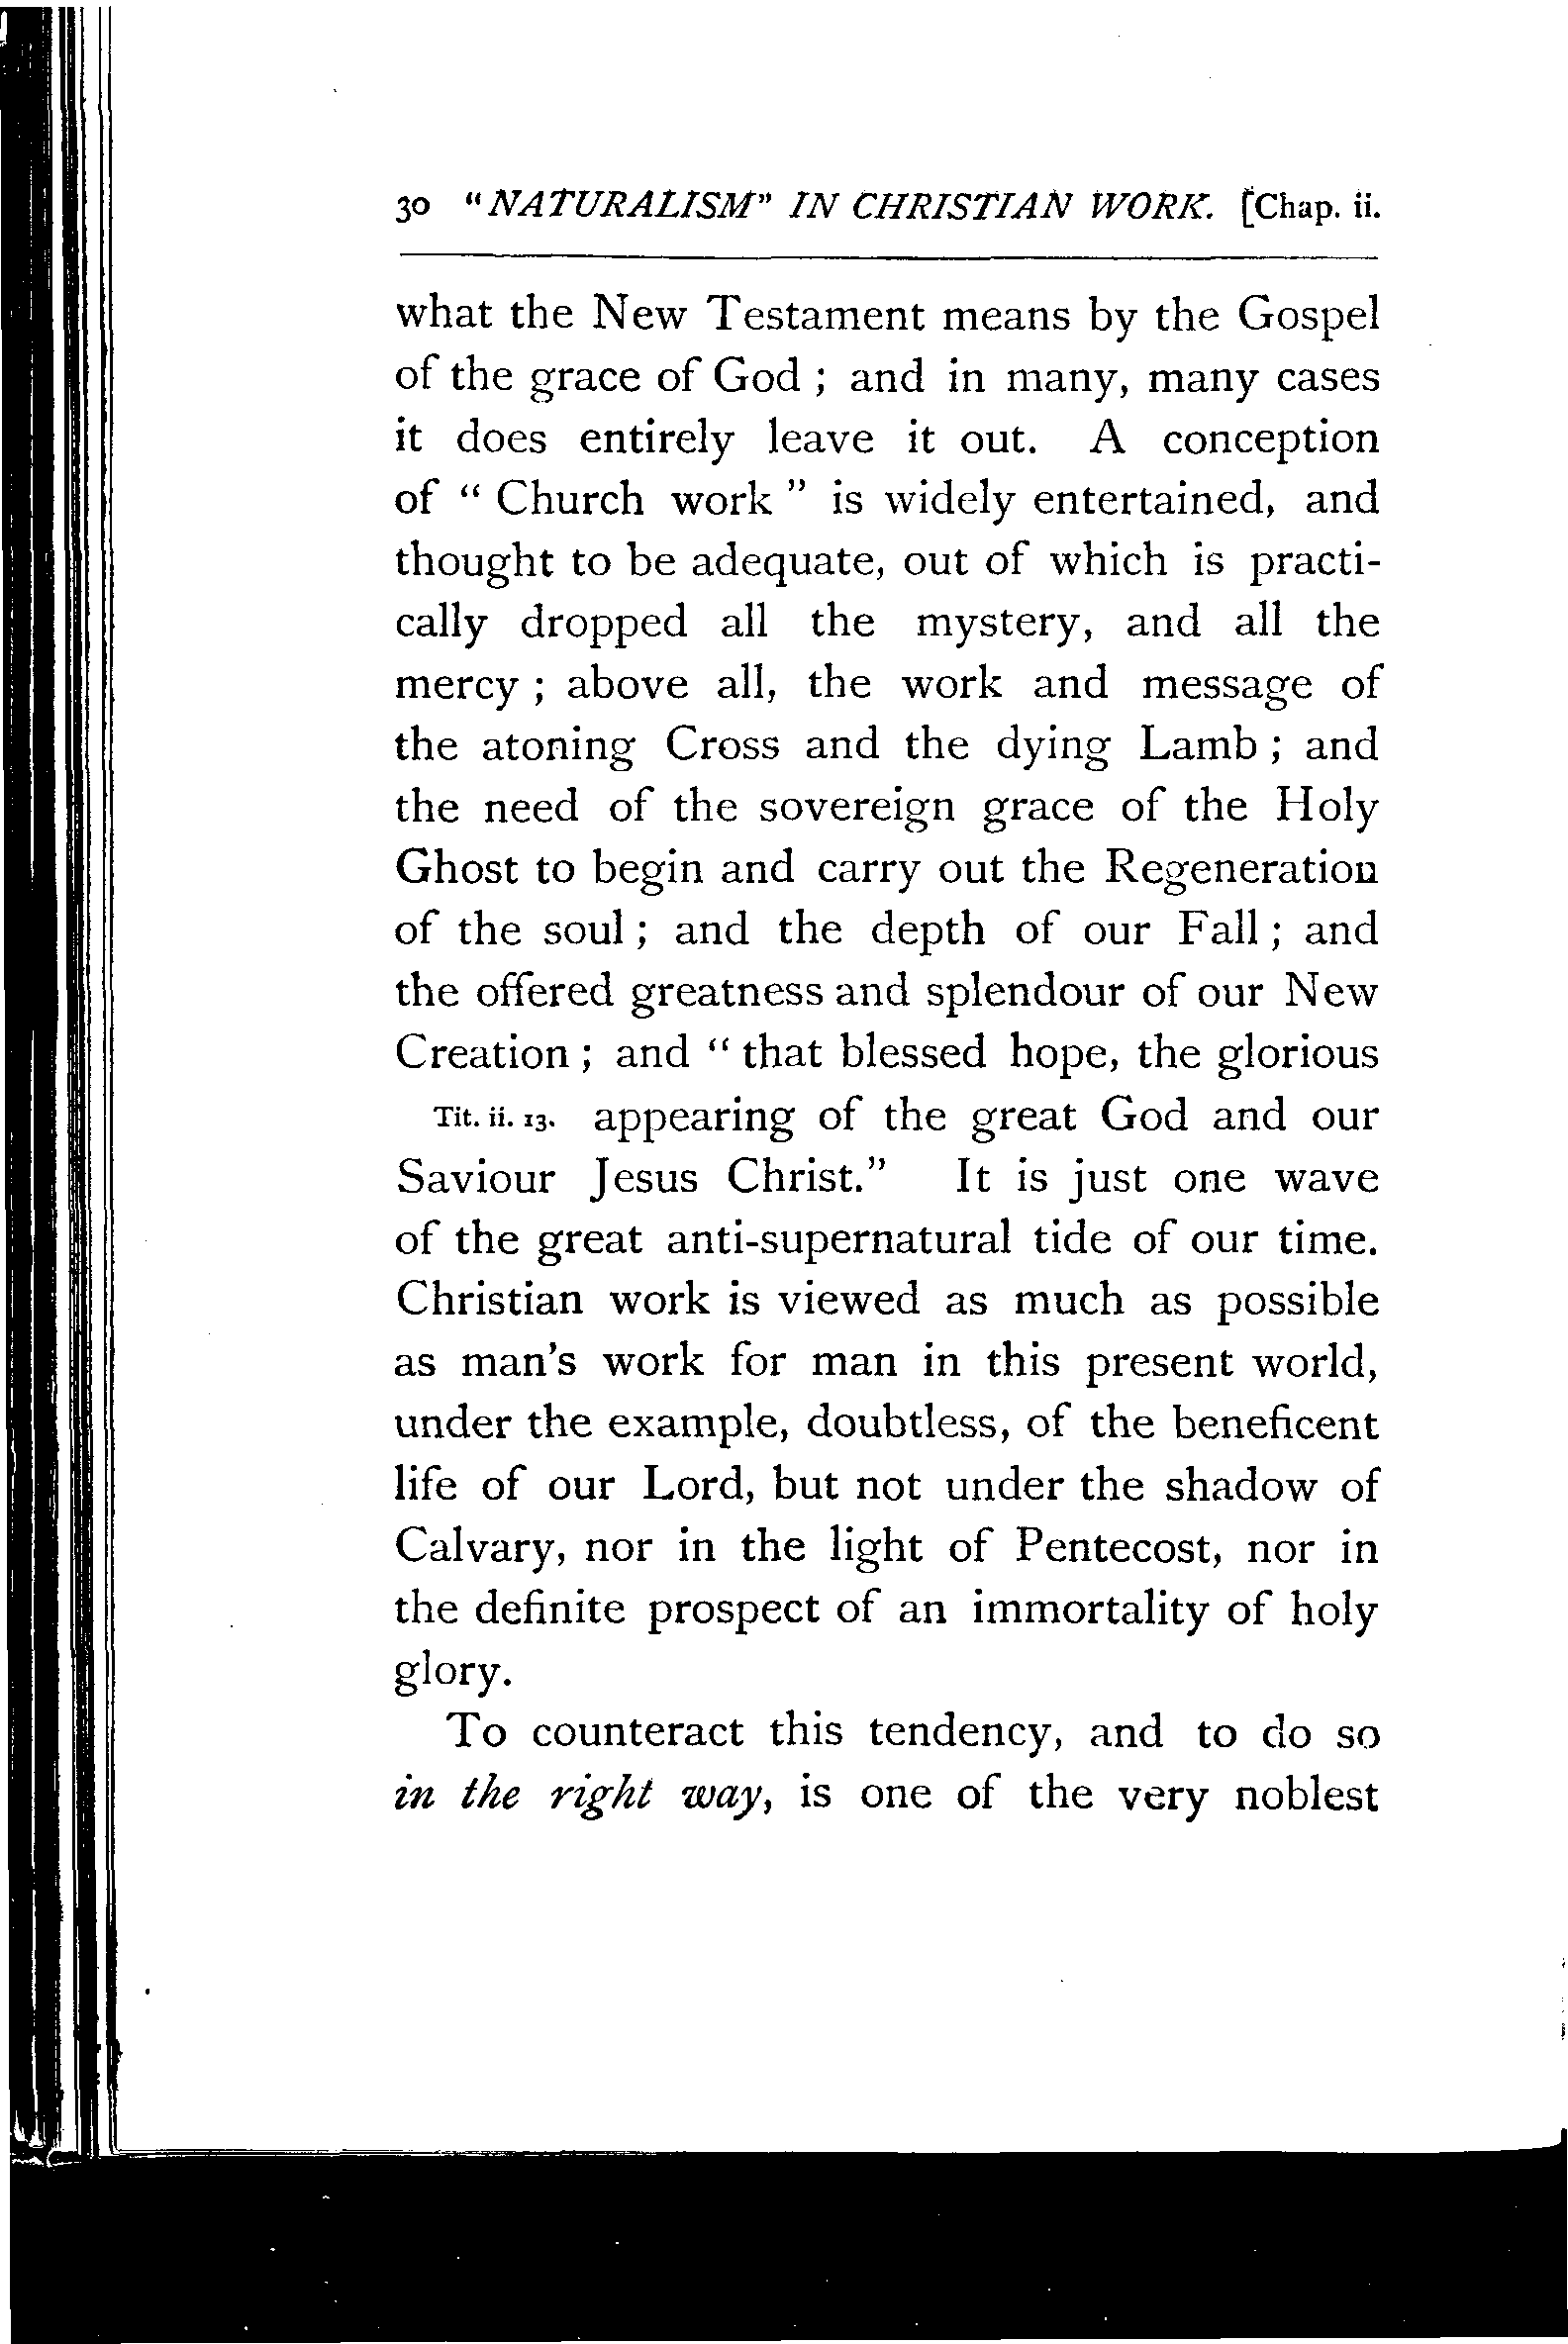 30 "NATURALISM" IN CHRISTIAN WORK. [Chap. ii.
what the New Testament means by the Gospel
of the grace of God ; and in many, many cases
it does entirely leave it out. A conception
of " Church work " is widely entertained, and
thought to be adequate, out of which is practi-
cally dropped all the mystery, and all the
mercy ; above all, the work and message of
the atoning Cross and the dying Lamb ; and
the need of the sovereign grace of the Holy
Ghost to begin and carry out the Regeneration
of the soul ; and the depth of our Fall ; and
the offered greatness and splendour of our New
Creation ; and " that blessed hope, the glorious
Tit. ii. 13. appearing of the great God and our
Saviour Jesus Christ." It is just one wave
of the great anti-supernatural tide of our time.
Christian work is viewed as much as possible
as man's work for man in this present world,
under the example, doubtless, of the beneficent
life of our Lord, but not under the shadow of
Calvary, nor in the light of Pentecost, nor in
the definite prospect of an immortality of holy
glory.
To counteract this tendency, and to do so
in the right way, is one of the very noblest